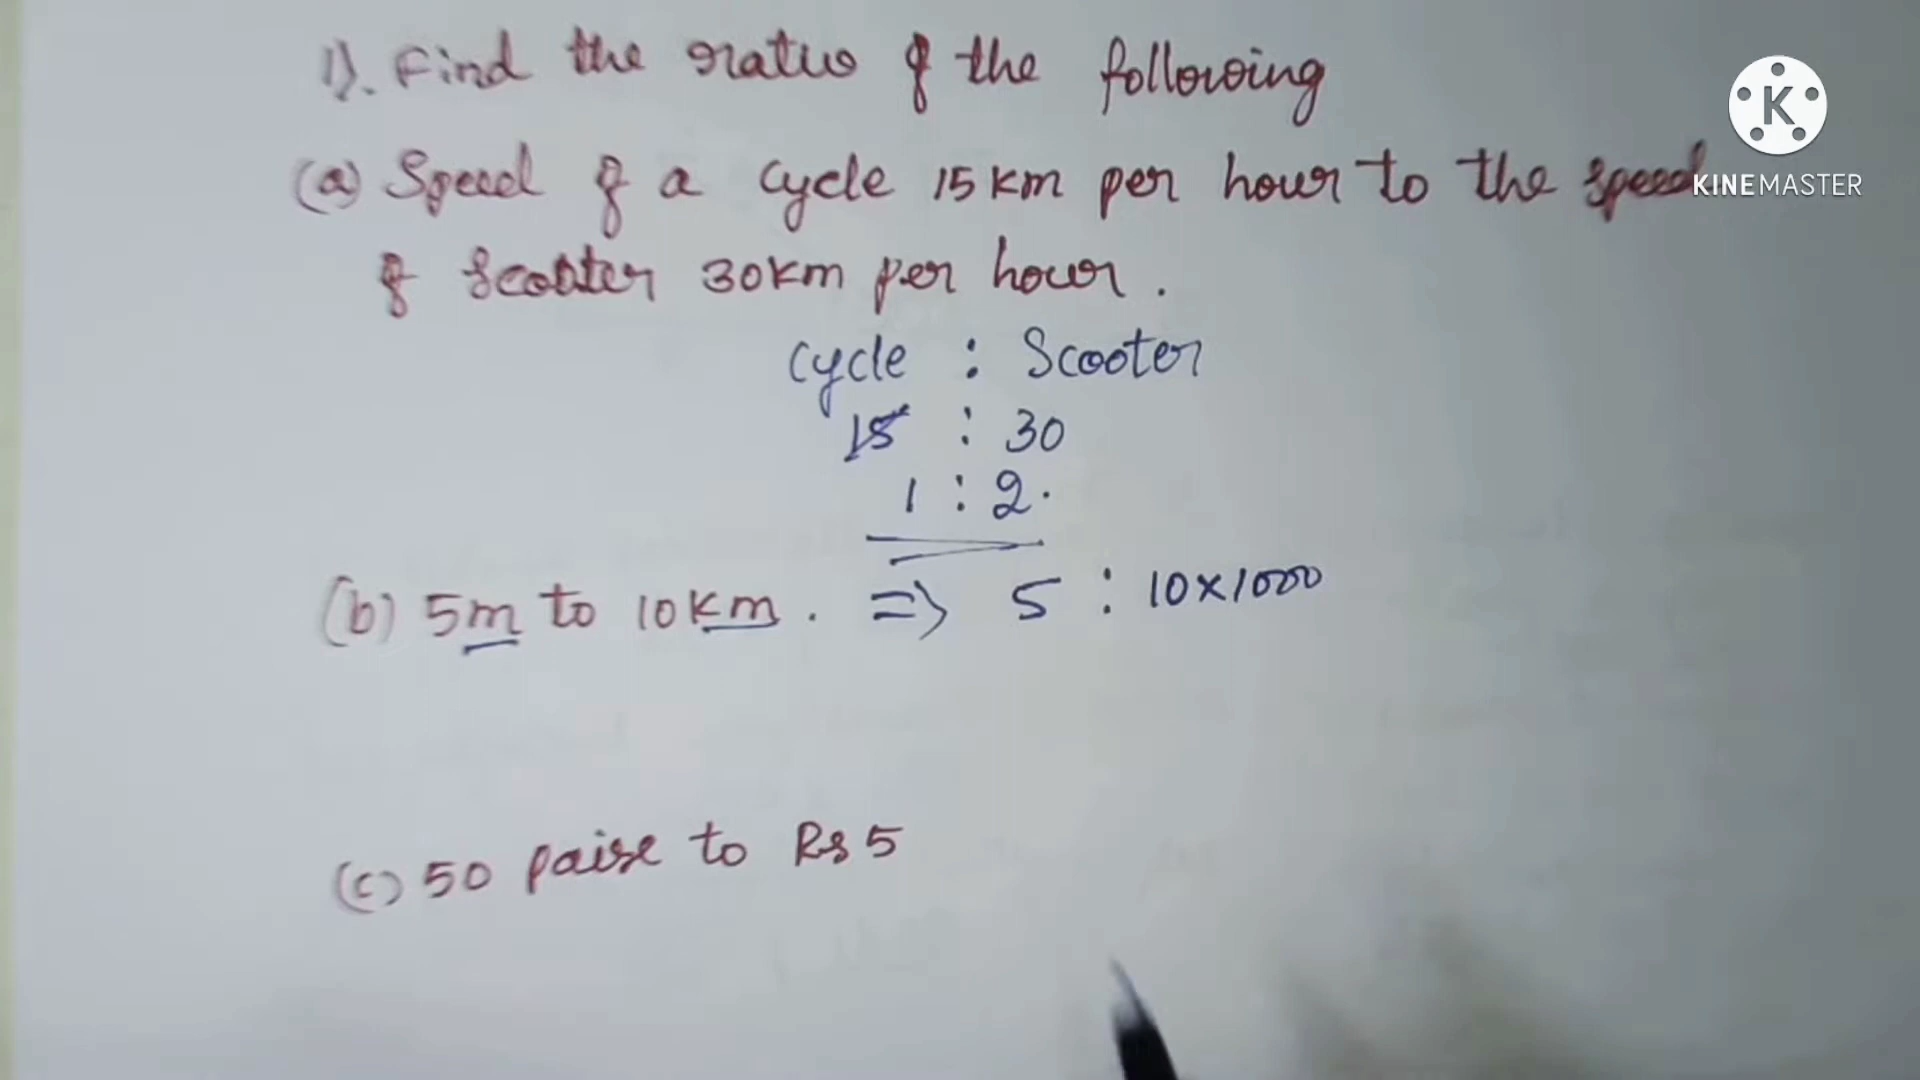 1). Find the ratio of the following
(a) Speed of a cycle 15 km per hour to the speed
of Scooter 30 km per hour.
cycle : Scooter
15 : 30
1 : 2.
(b) 5m to 10 km. => 5 : 10×1000
(c) 50 paise to Rs 5
K
KINEMASTER